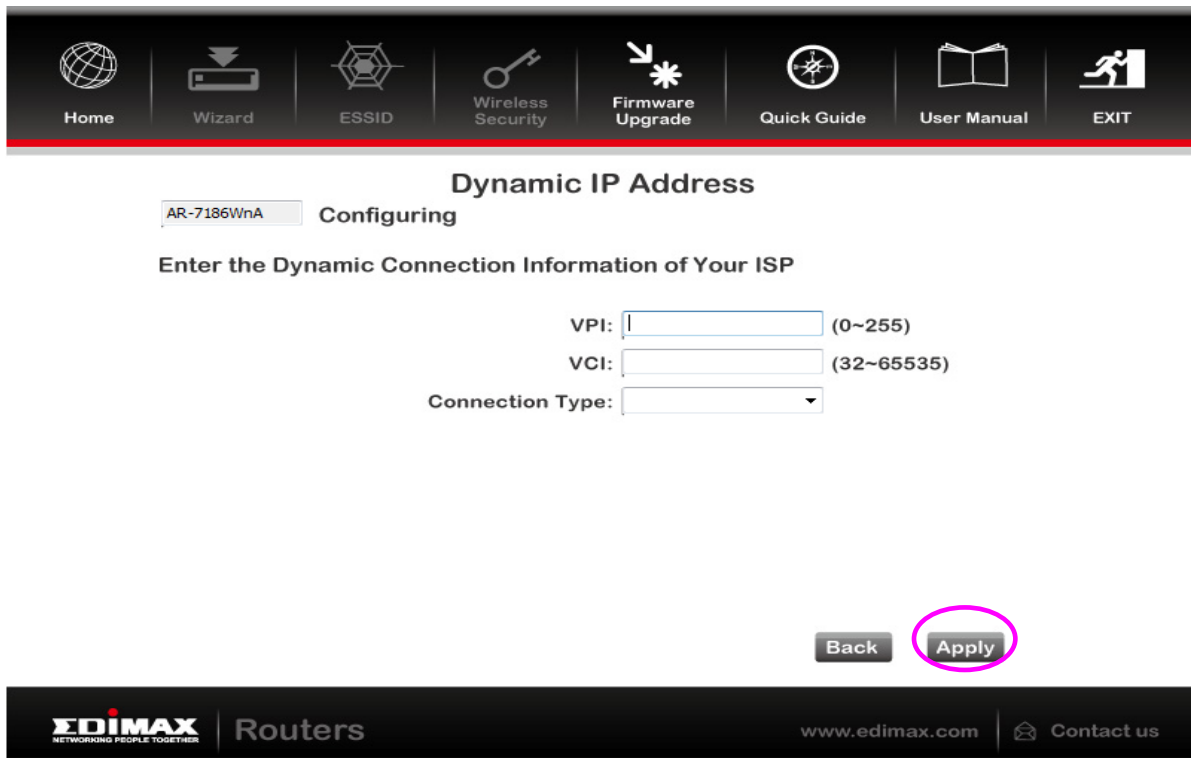 Home
Wizard
ESSID
Wireless Security
Firmware Upgrade
Quick Guide
User Manual
EXIT
Dynamic IP Address
AR-7186WnA Configuring
Enter the Dynamic Connection Information of Your ISP
VPI: (0~255)
VCI: (32~65535)
Connection Type:
Back Apply
EDIMAX
NETWORKING PEOPLE TOGETHER
Routers
www.edimax.com
Contact us